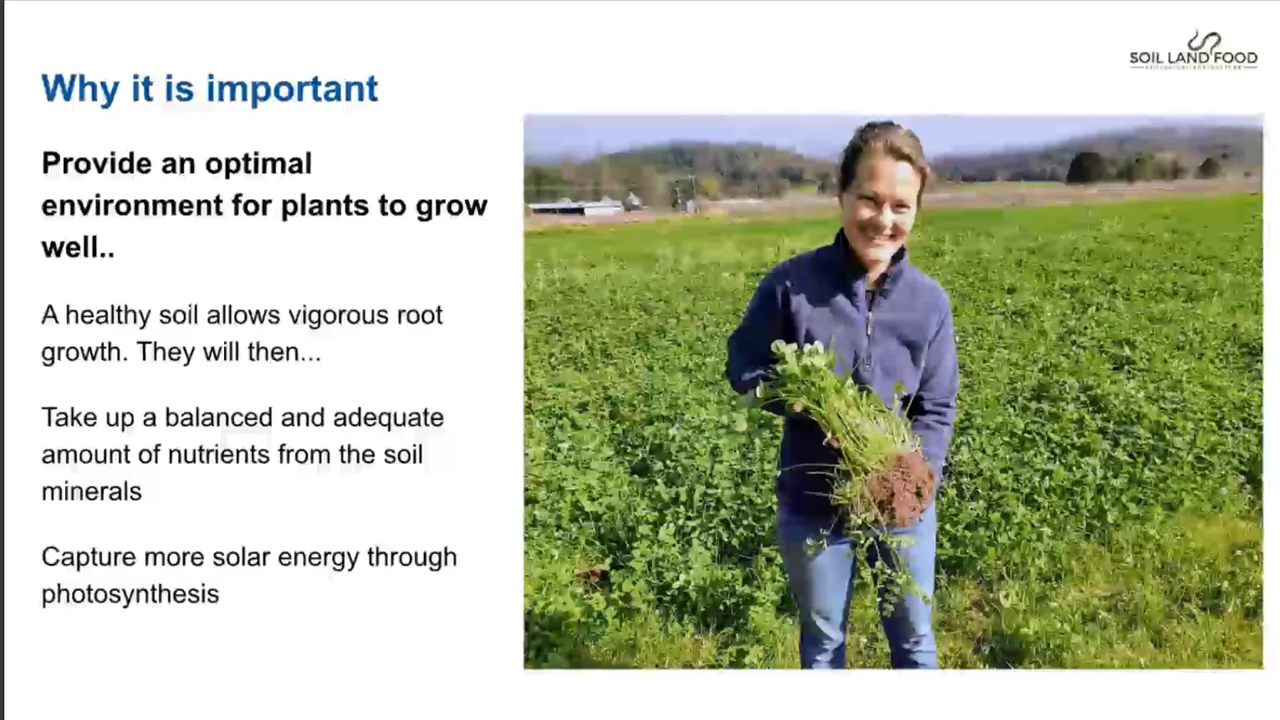 SOIL LAND FOOD
Why it is important
Provide an optimal
environment for plants to grow
well..
A healthy soil allows vigorous root
growth. They will then...
Take up a balanced and adequate
amount of nutrients from the soil
minerals
Capture more solar energy through
photosynthesis